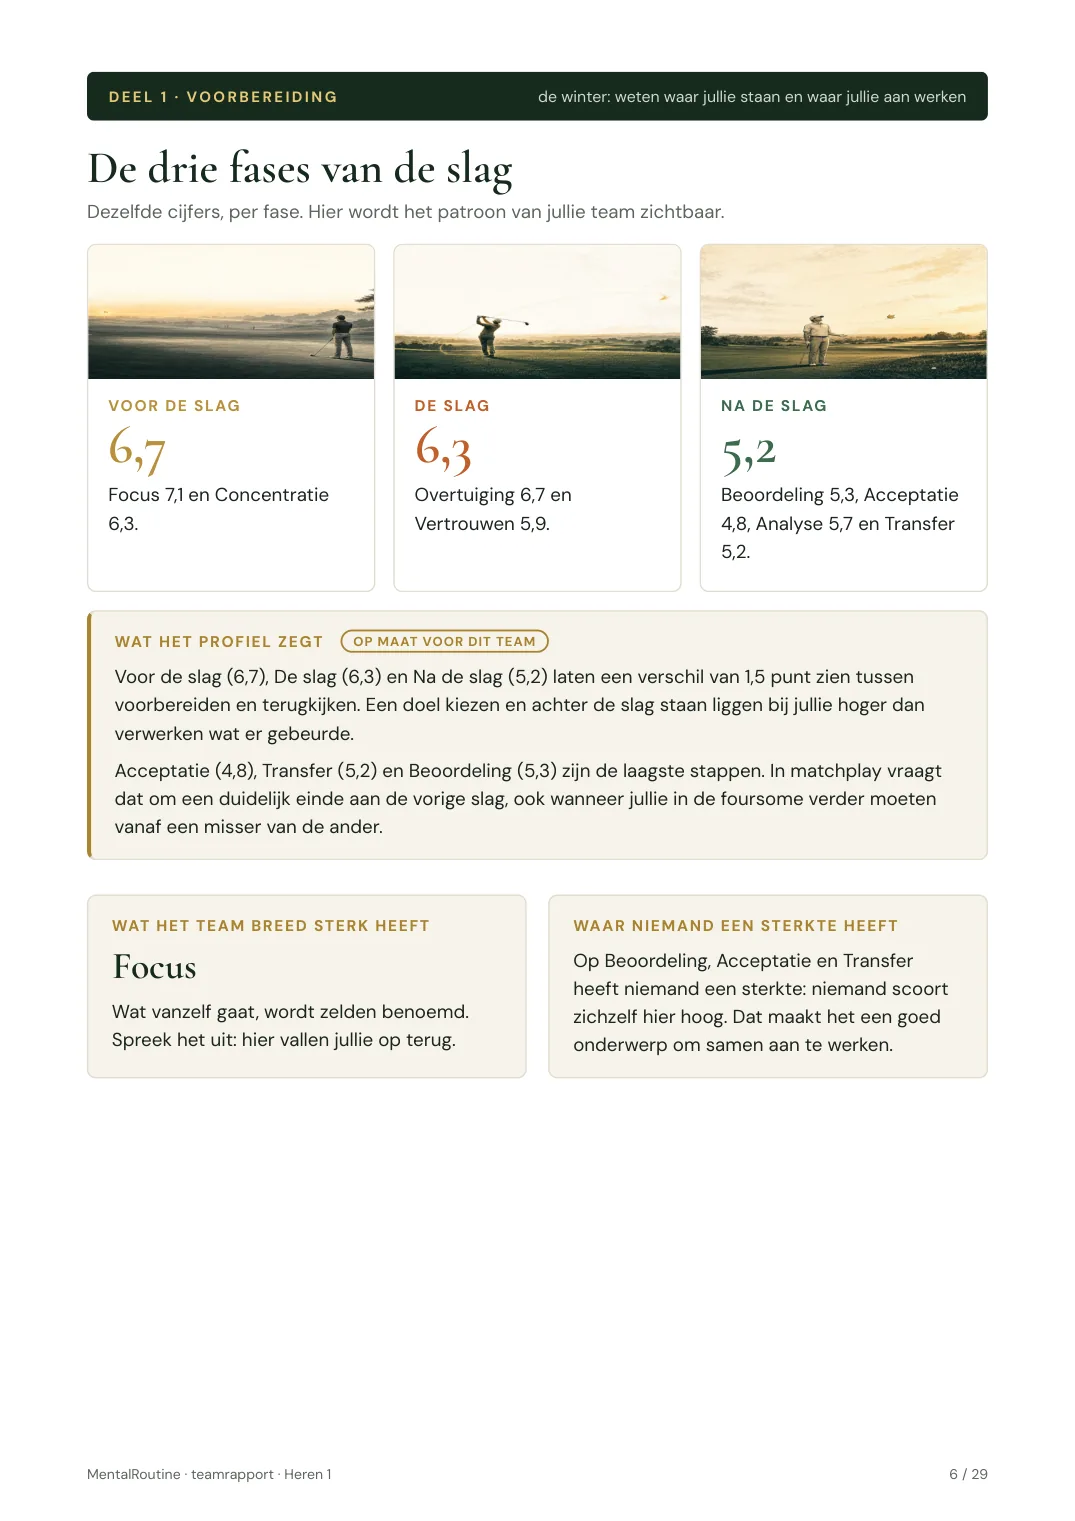 DEEL 1 · VOORBEREIDING
de winter: weten waar jullie staan en waar jullie aan werken
De drie fases van de slag
Dezelfde cijfers, per fase. Hier wordt het patroon van jullie team zichtbaar.
VOOR DE SLAG
6,7
Focus 7,1 en Concentratie
6,3.
DE SLAG
6,3
Overtuiging 6,7 en
Vertrouwen 5,9.
NA DE SLAG
5,2
Beoordeling 5,3, Acceptatie
4,8, Analyse 5,7 en Transfer
5,2.
WAT HET PROFIEL ZEGT
OP MAAT VOOR DIT TEAM
Voor de slag (6,7), De slag (6,3) en Na de slag (5,2) laten een verschil van 1,5 punt zien tussen
voorbereiden en terugkijken. Een doel kiezen en achter de slag staan liggen bij jullie hoger dan
verwerken wat er gebeurde.
Acceptatie (4,8), Transfer (5,2) en Beoordeling (5,3) zijn de laagste stappen. In matchplay vraagt
dat om een duidelijk einde aan de vorige slag, ook wanneer jullie in de foursome verder moeten
vanaf een misser van de ander.
WAT HET TEAM BREED STERK HEEFT
Focus
Wat vanzelf gaat, wordt zelden benoemd.
Spreek het uit: hier vallen jullie op terug.
WAAR NIEMAND EEN STERKTE HEEFT
Op Beoordeling, Acceptatie en Transfer
heeft niemand een sterkte: niemand scoort
zichzelf hier hoog. Dat maakt het een goed
onderwerp om samen aan te werken.
MentalRoutine · teamrapport · Heren 1
6 / 29